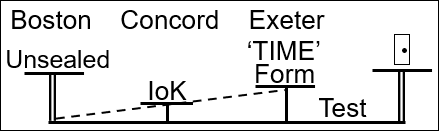 Boston Concord Exeter
Unsealed
IoK
'TIME'
Form
Test